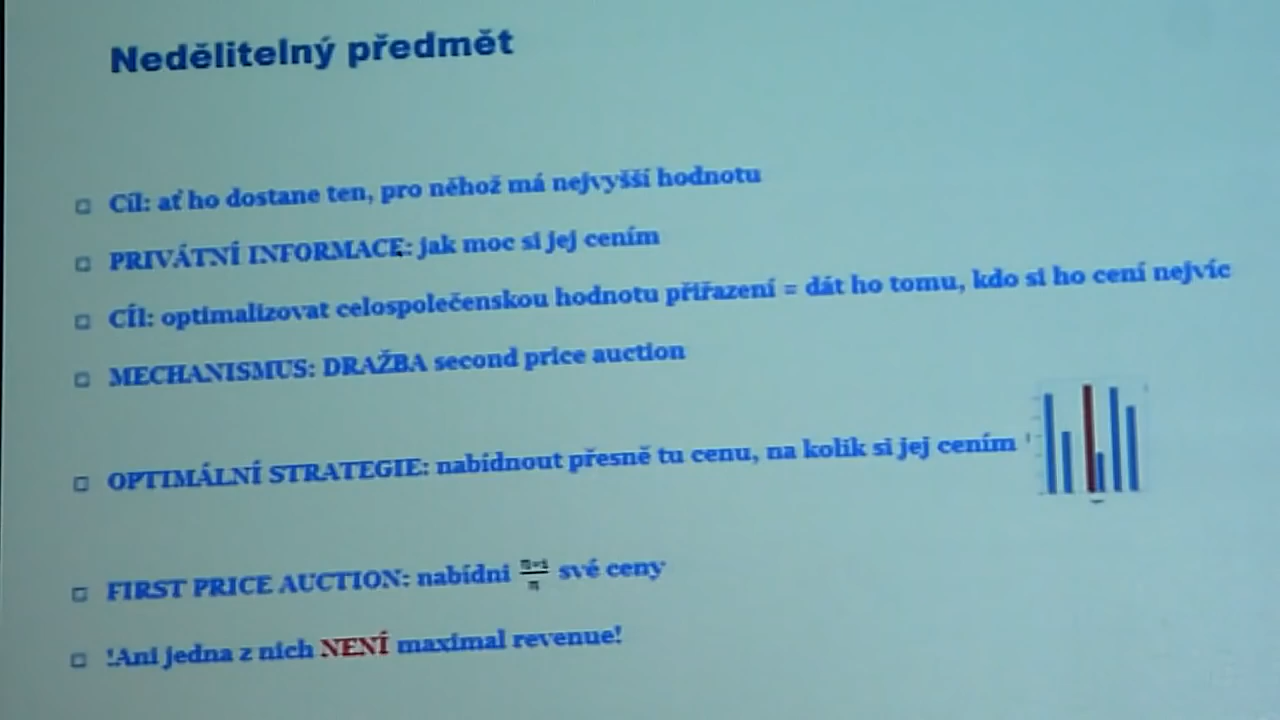 Nedělitelný předmět
Cíl: ať ho dostane ten, pro něhož má nejvyšší hodnotu
PRIVÁTNÍ INFORMACE: jak moc si jej cením
CÍl: optimalizovat celospolečenskou hodnotu přiřazení = dát ho tomu, kdo si ho cení nejvíc
MECHANISMUS: DRAŽBA second price auction
OPTIMÁLNÍ STRATEGIE: nabídnout přesně tu cenu, na kolik si jej cením
FIRST PRICE AUCTION: nabídni \frac{n-1}{n} své ceny
!Ani jedna z nich NENÍ maximal revenue!